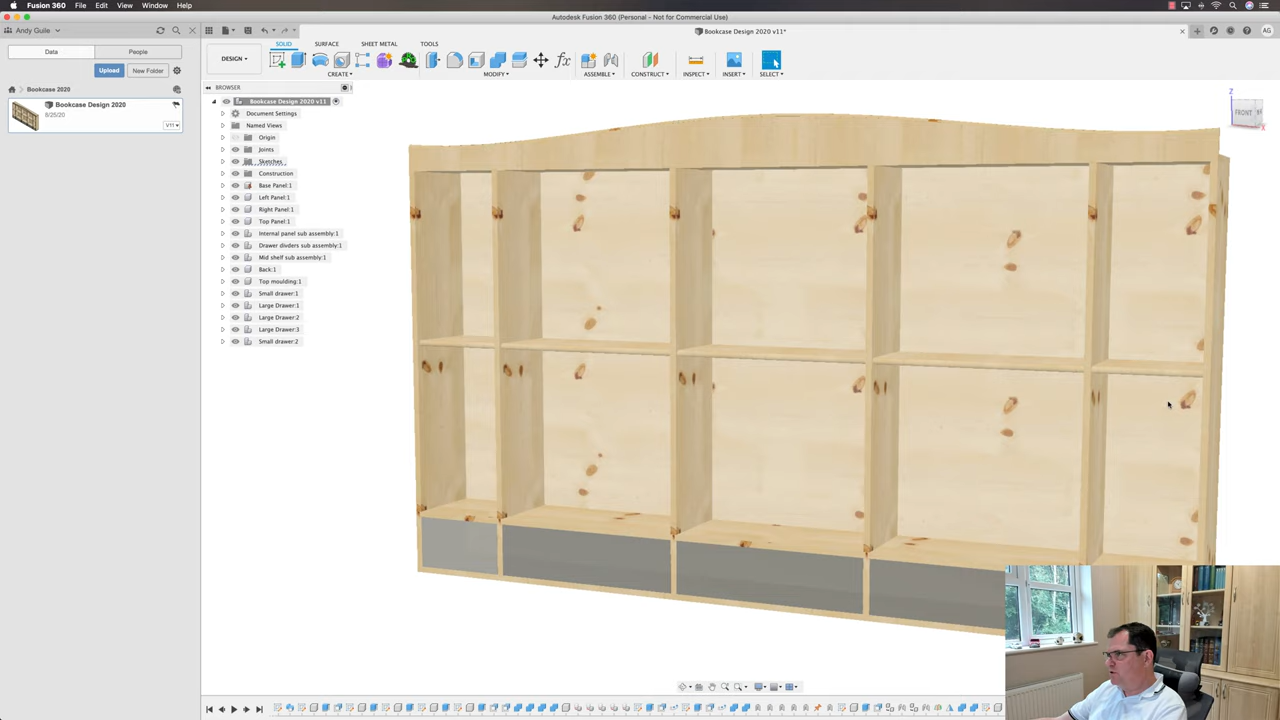 Fusion 360 File Edit View Window Help
Autodesk Fusion 360 (Personal - Not for Commercial Use)
Andy Guile
Bookcase Design 2020 v11*
AG
Data People
SOLID SURFACE SHEET METAL TOOLS
DESIGN
Upload New Folder
CREATE MODIFY ASSEMBLE CONSTRUCT INSPECT INSERT SELECT
Bookcase 2020
Bookcase Design 2020
8/25/20
V11
BROWSER
Bookcase Design 2020 v11
Document Settings
Named Views
Origin
Joints
Sketches
Construction
Base Panel:1
Left Panel:1
Right Panel:1
Top Panel:1
Internal panel sub assembly:1
Drawer divders sub assembly:1
Mid shelf sub assembly:1
Back:1
Top moulding:1
Small drawer:1
Large Drawer:1
Large Drawer:2
Large Drawer:3
Small drawer:2
Z
FRONT
X